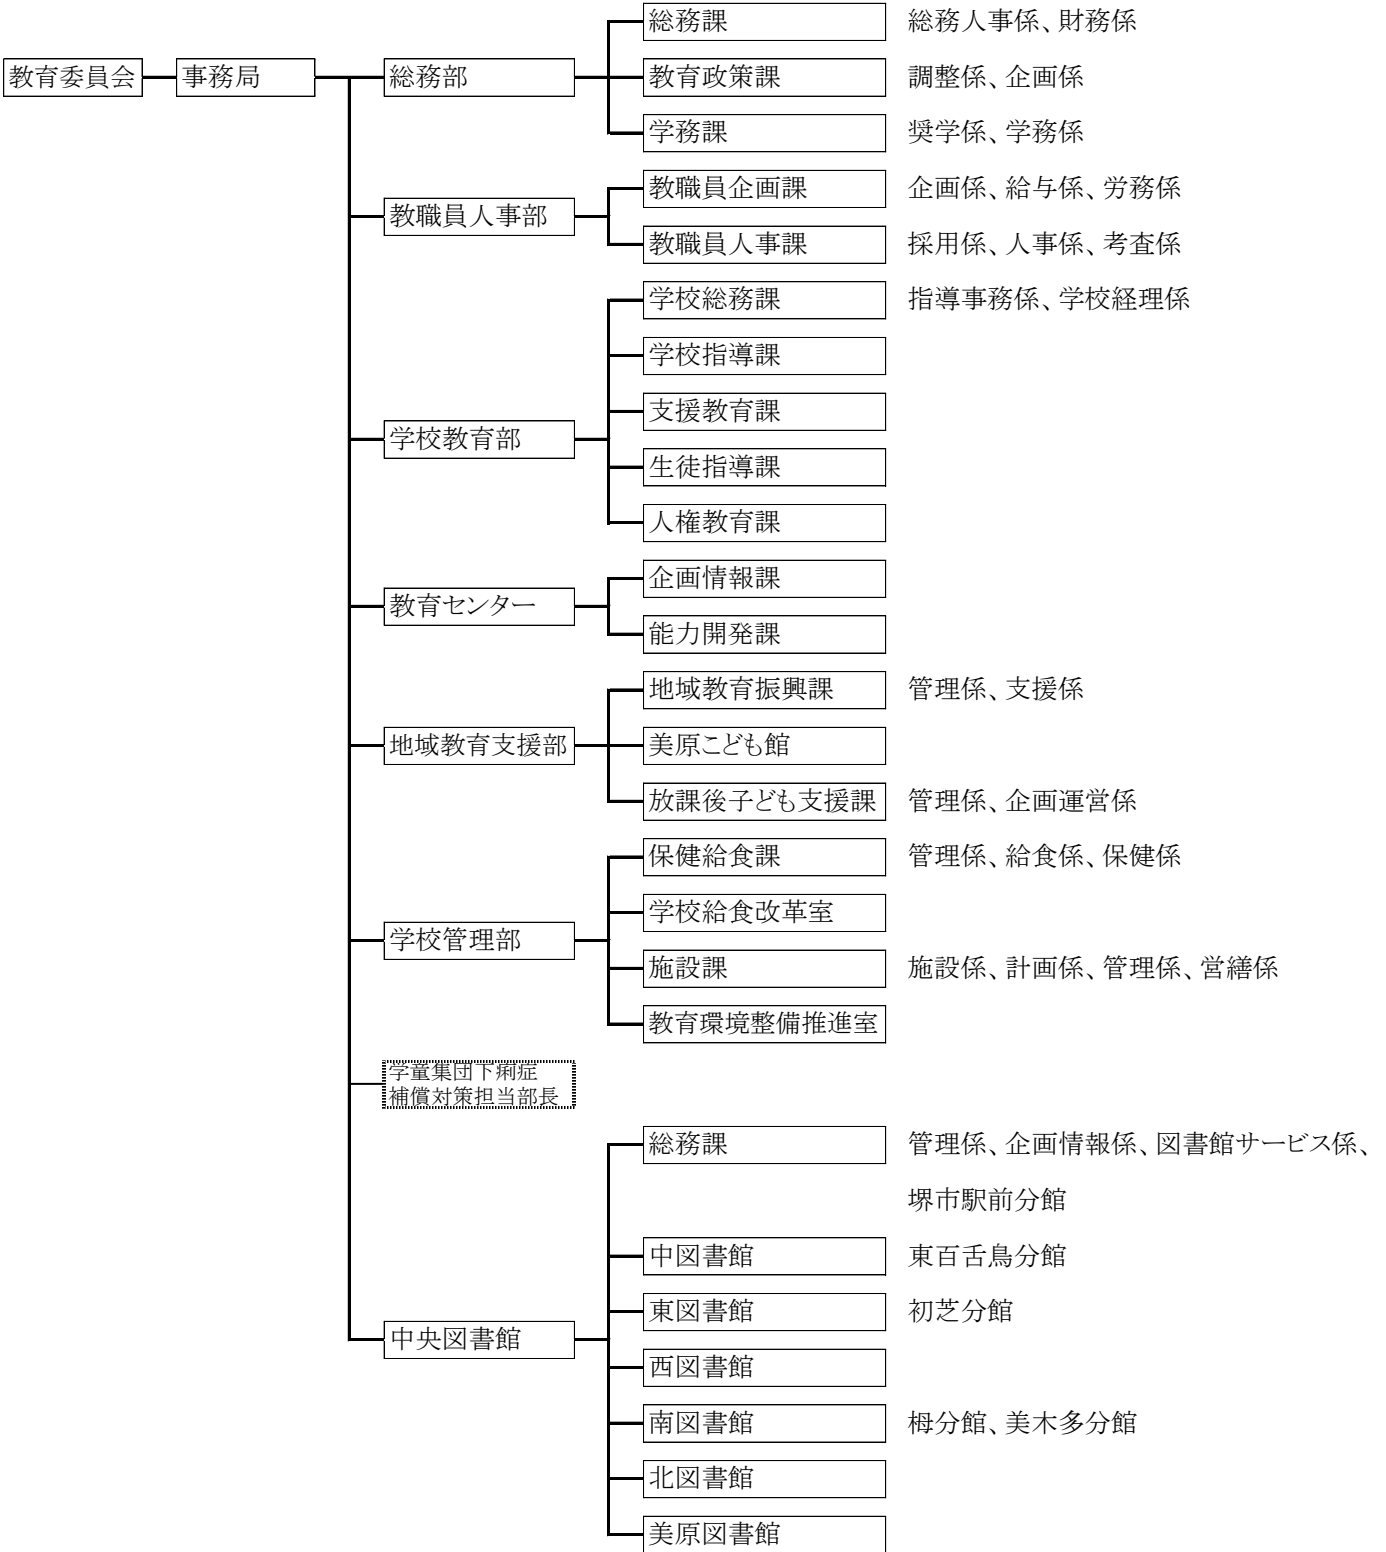 総務課 総務人事係、財務係
教育委員会 事務局 総務部 教育政策課 調整係、企画係
学務課 奨学係、学務係
教職員企画課 企画係、給与係、労務係
教職員人事部
教職員人事課 採用係、人事係、考査係
学校総務課 指導事務係、学校経理係
学校指導課
支援教育課
学校教育部
生徒指導課
人権教育課
企画情報課
教育センター
能力開発課
地域教育振興課 管理係、支援係
地域教育支援部 美原こども館
放課後子ども支援課 管理係、企画運営係
保健給食課 管理係、給食係、保健係
学校給食改革室
学校管理部
施設課 施設係、計画係、管理係、営繕係
教育環境整備推進室
学童集団下痢症
補償対策担当部長
総務課 管理係、企画情報係、図書館サービス係、
堺市駅前分館
中図書館 東百舌鳥分館
東図書館 初芝分館
中央図書館
西図書館
南図書館 栂分館、美木多分館
北図書館
美原図書館